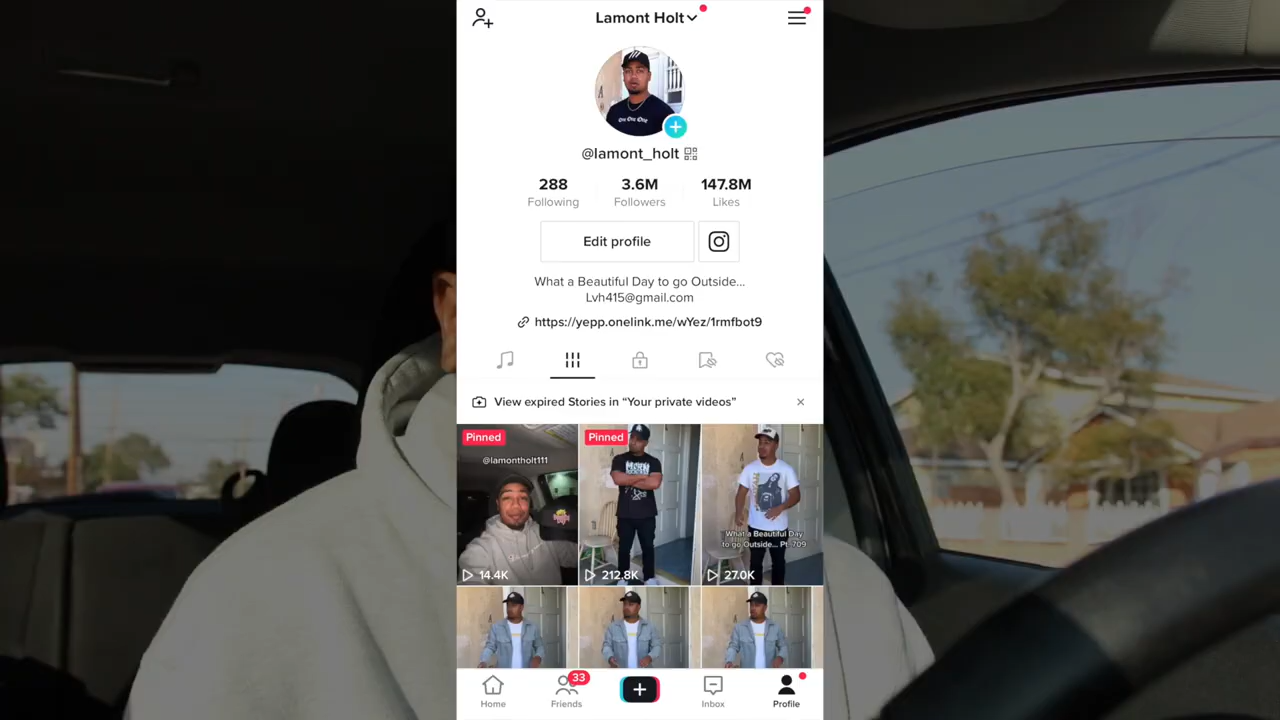 Lamont Holt
@lamont_holt
288
3.6M
147.8M
Following
Followers
Likes
Edit profile
What a Beautiful Day to go Outside...
Lvh415@gmail.com
https://yepp.onelink.me/wYez/1rmfbot9
View expired Stories in “Your private videos”
Pinned
@lamontholt111
14.4K
Pinned
212.8K
What a Beautiful Day
to go Outside... Pt. 709
27.0K
Home
33
Friends
Inbox
Profile